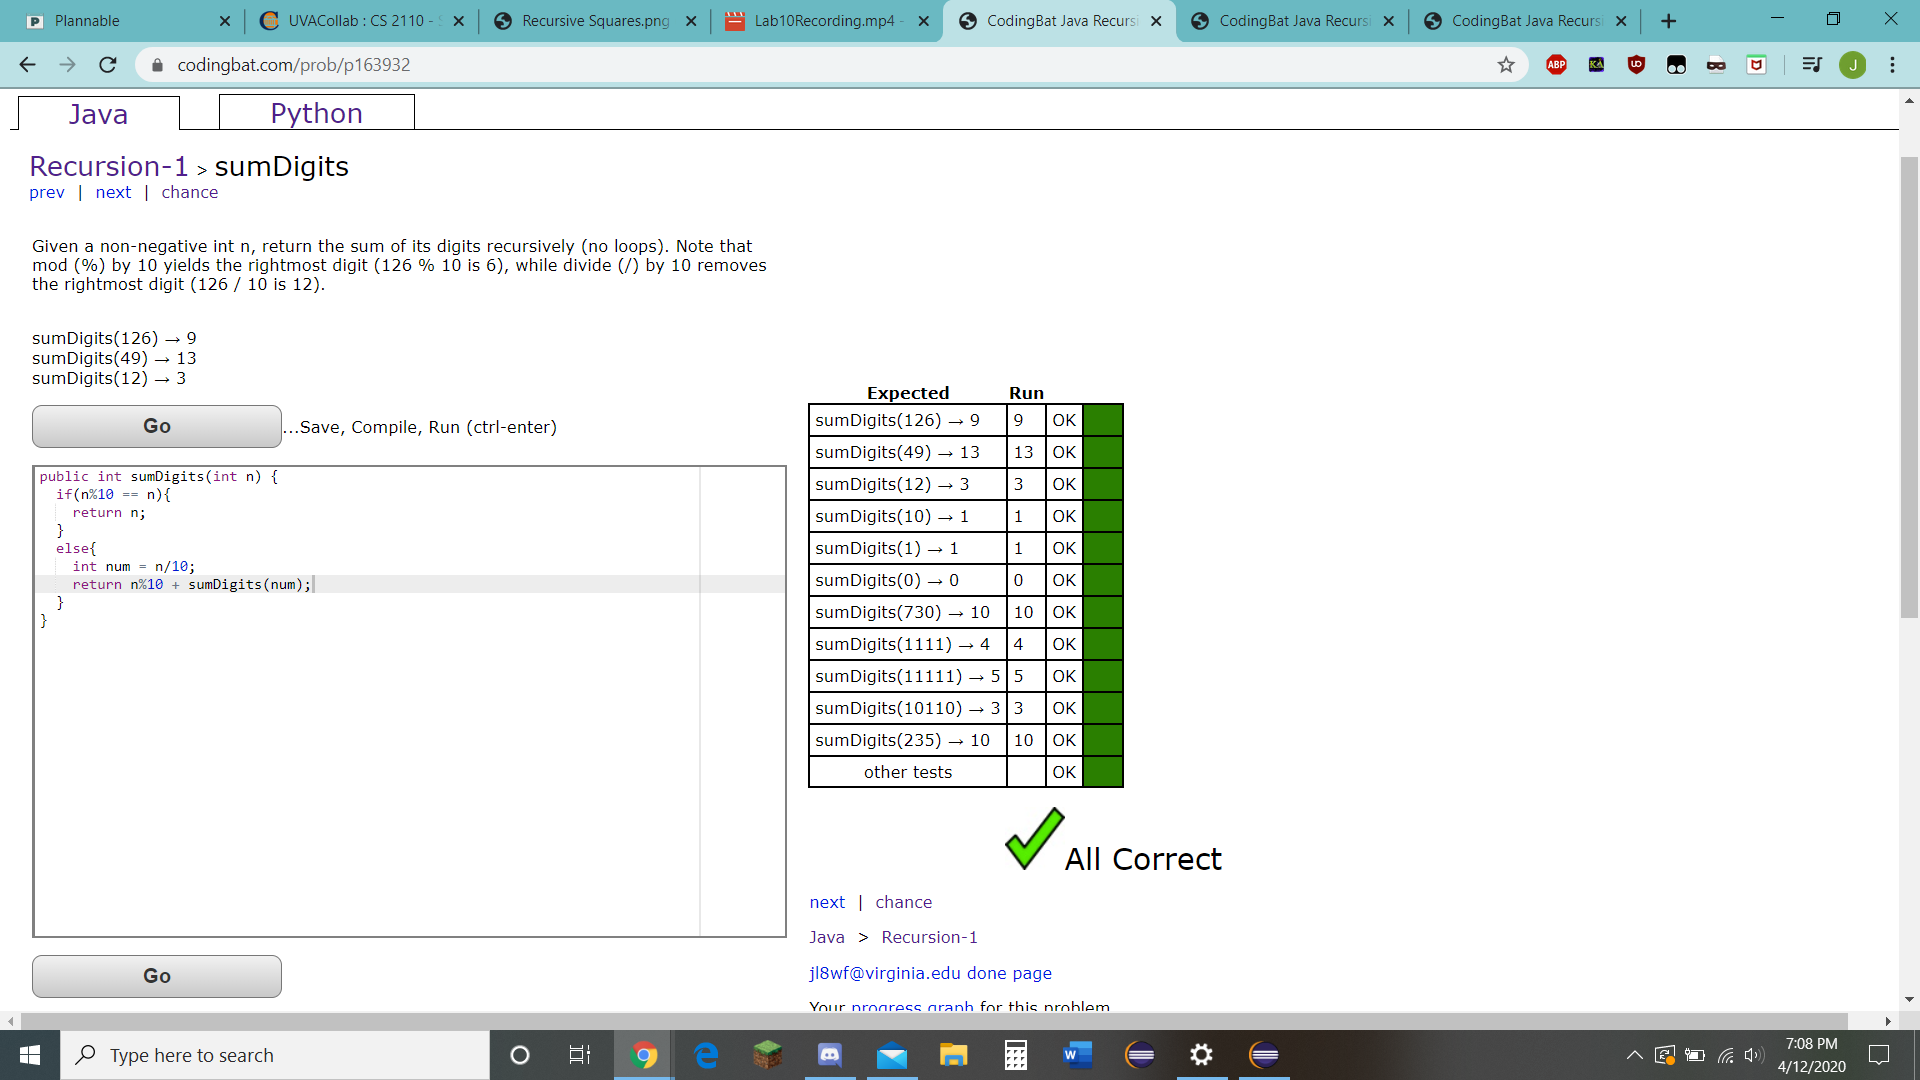 Plannable
UVACollab : CS 2110 - S
Recursive Squares.png
Lab10Recording.mp4 -
CodingBat Java Recursi
CodingBat Java Recursi
CodingBat Java Recursi
codingbat.com/prob/p163932
ABP
KA
J
Java
Python
Recursion-1 > sumDigits
prev | next | chance
Given a non-negative int n, return the sum of its digits recursively (no loops). Note that
mod (%) by 10 yields the rightmost digit (126 % 10 is 6), while divide (/) by 10 removes
the rightmost digit (126 / 10 is 12).
sumDigits(126) → 9
sumDigits(49) → 13
sumDigits(12) → 3
Go
...Save, Compile, Run (ctrl-enter)
public int sumDigits(int n) {
if(n%10 == n){
return n;
}
else{
int num = n/10;
return n%10 + sumDigits(num);
}
}
Go
Expected Run
sumDigits(126) → 9 9 OK
sumDigits(49) → 13 13 OK
sumDigits(12) → 3 3 OK
sumDigits(10) → 1 1 OK
sumDigits(1) → 1 1 OK
sumDigits(0) → 0 0 OK
sumDigits(730) → 10 10 OK
sumDigits(1111) → 4 4 OK
sumDigits(11111) → 5 5 OK
sumDigits(10110) → 3 3 OK
sumDigits(235) → 10 10 OK
other tests OK
All Correct
next | chance
Java > Recursion-1
jl8wf@virginia.edu done page
Your progress graph for this problem
Type here to search
7:08 PM
4/12/2020